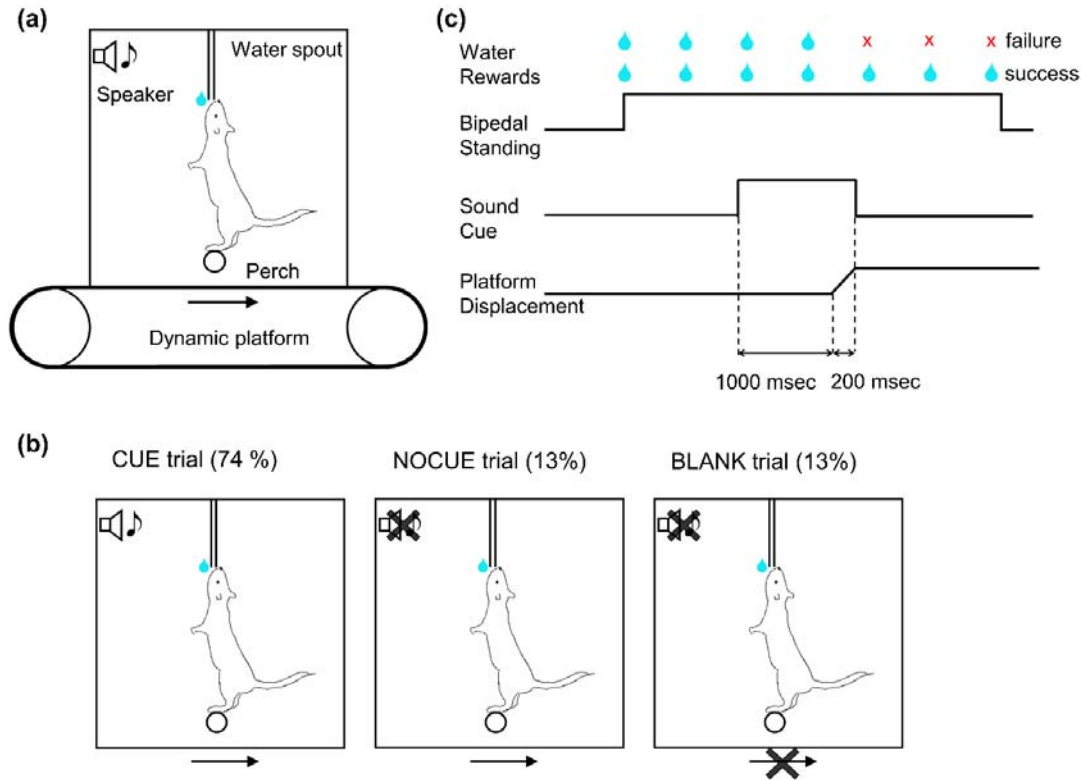 (a)
Water spout
Speaker
Perch
Dynamic platform
(c)
Water
Rewards
x x x failure
success
Bipedal
Standing
Sound
Cue
Platform
Displacement
1000 msec 200 msec
(b)
CUE trial (74 %)
NOCUE trial (13%)
BLANK trial (13%)